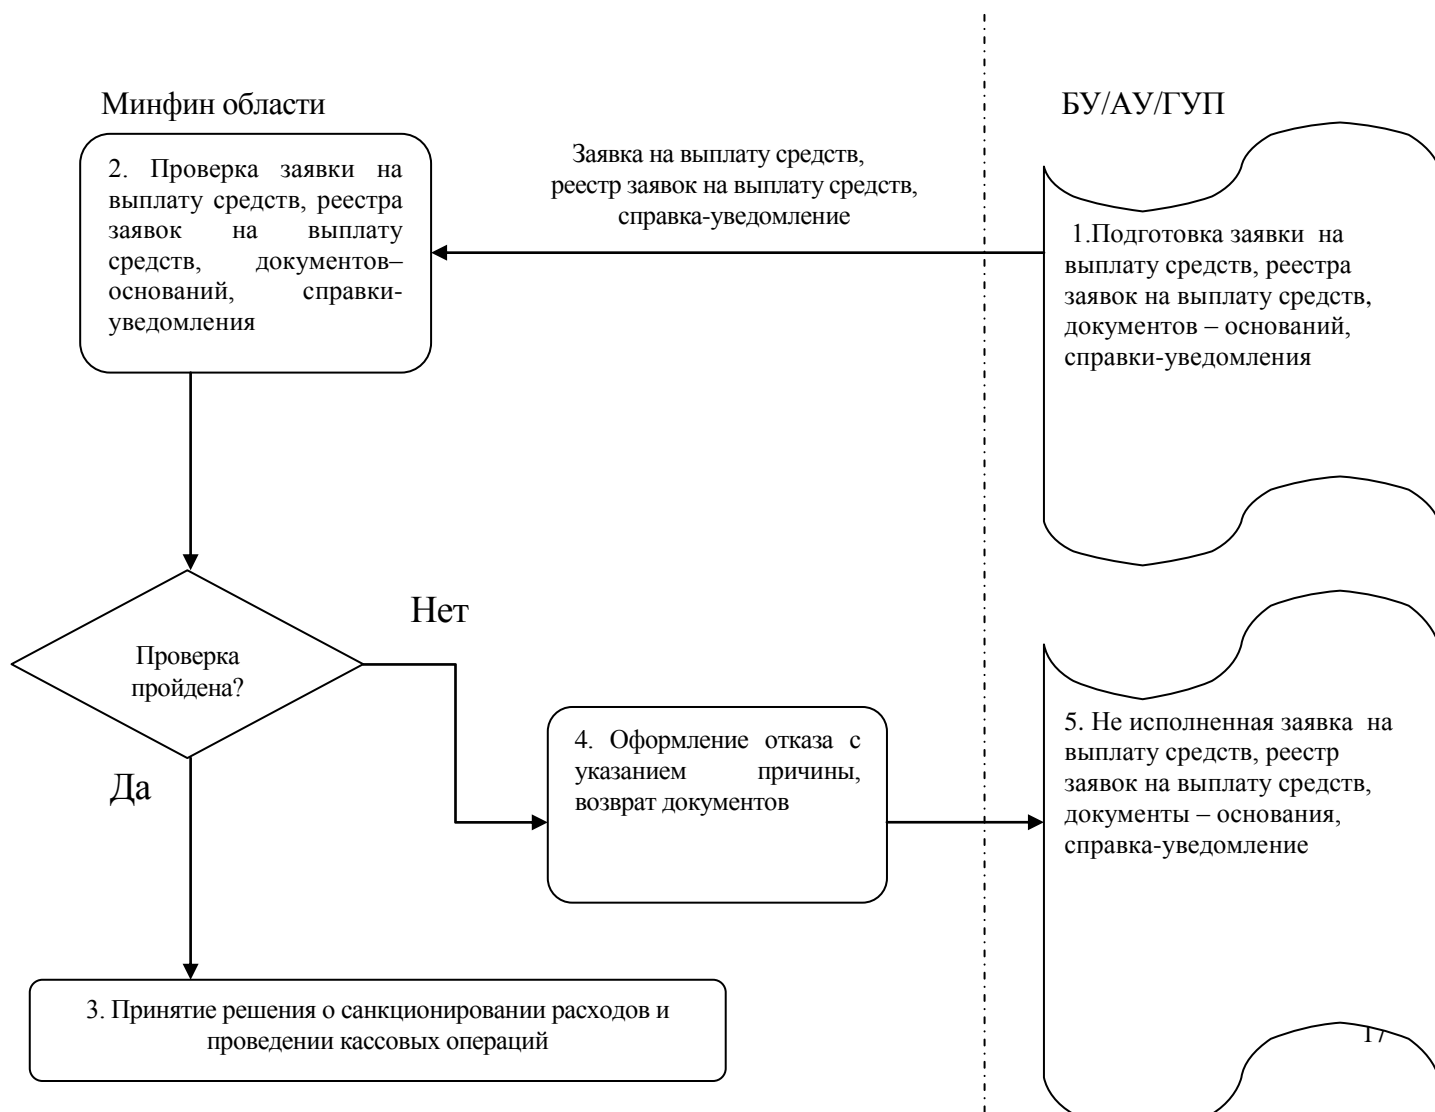 Минфин области
БУ/АУ/ГУП
2. Проверка заявки на
выплату средств, реестра
заявок на выплату
средств, документов–
оснований, справки-
уведомления
Заявка на выплату средств,
реестр заявок на выплату средств,
справка-уведомление
1.Подготовка заявки на
выплату средств, реестра
заявок на выплату средств,
документов – оснований,
справки-уведомления
Нет
Проверка
пройдена?
Да
4. Оформление отказа с
указанием причины,
возврат документов
5. Не исполненная заявка на
выплату средств, реестр
заявок на выплату средств,
документы – основания,
справка-уведомление
3. Принятие решения о санкционировании расходов и
проведении кассовых операций
17